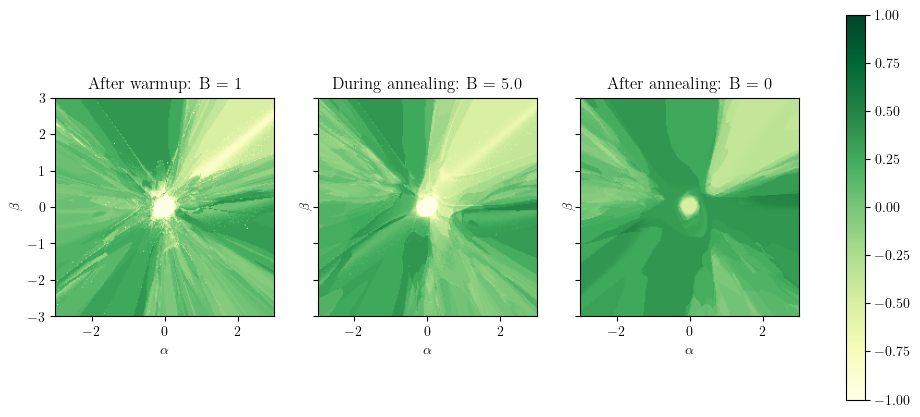 After warmup: B = 1
During annealing: B = 5.0
After annealing: B = 0
1.00
0.75
0.50
0.25
0.00
−0.25
−0.50
−0.75
−1.00
3
2
1
0
−1
−2
−3
β
β
β
−2 0 2
−2 0 2
−2 0 2
α
α
α